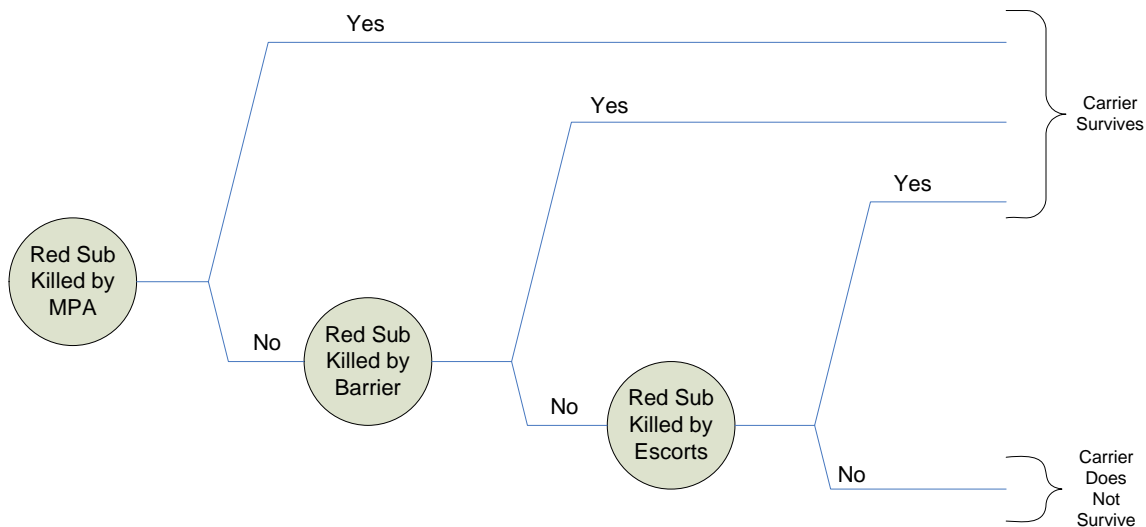 Yes
Yes
Carrier
Survives
Yes
Red Sub
Killed by
MPA
No
Red Sub
Killed by
Barrier
No
Red Sub
Killed by
Escorts
No
Carrier
Does
Not
Survive